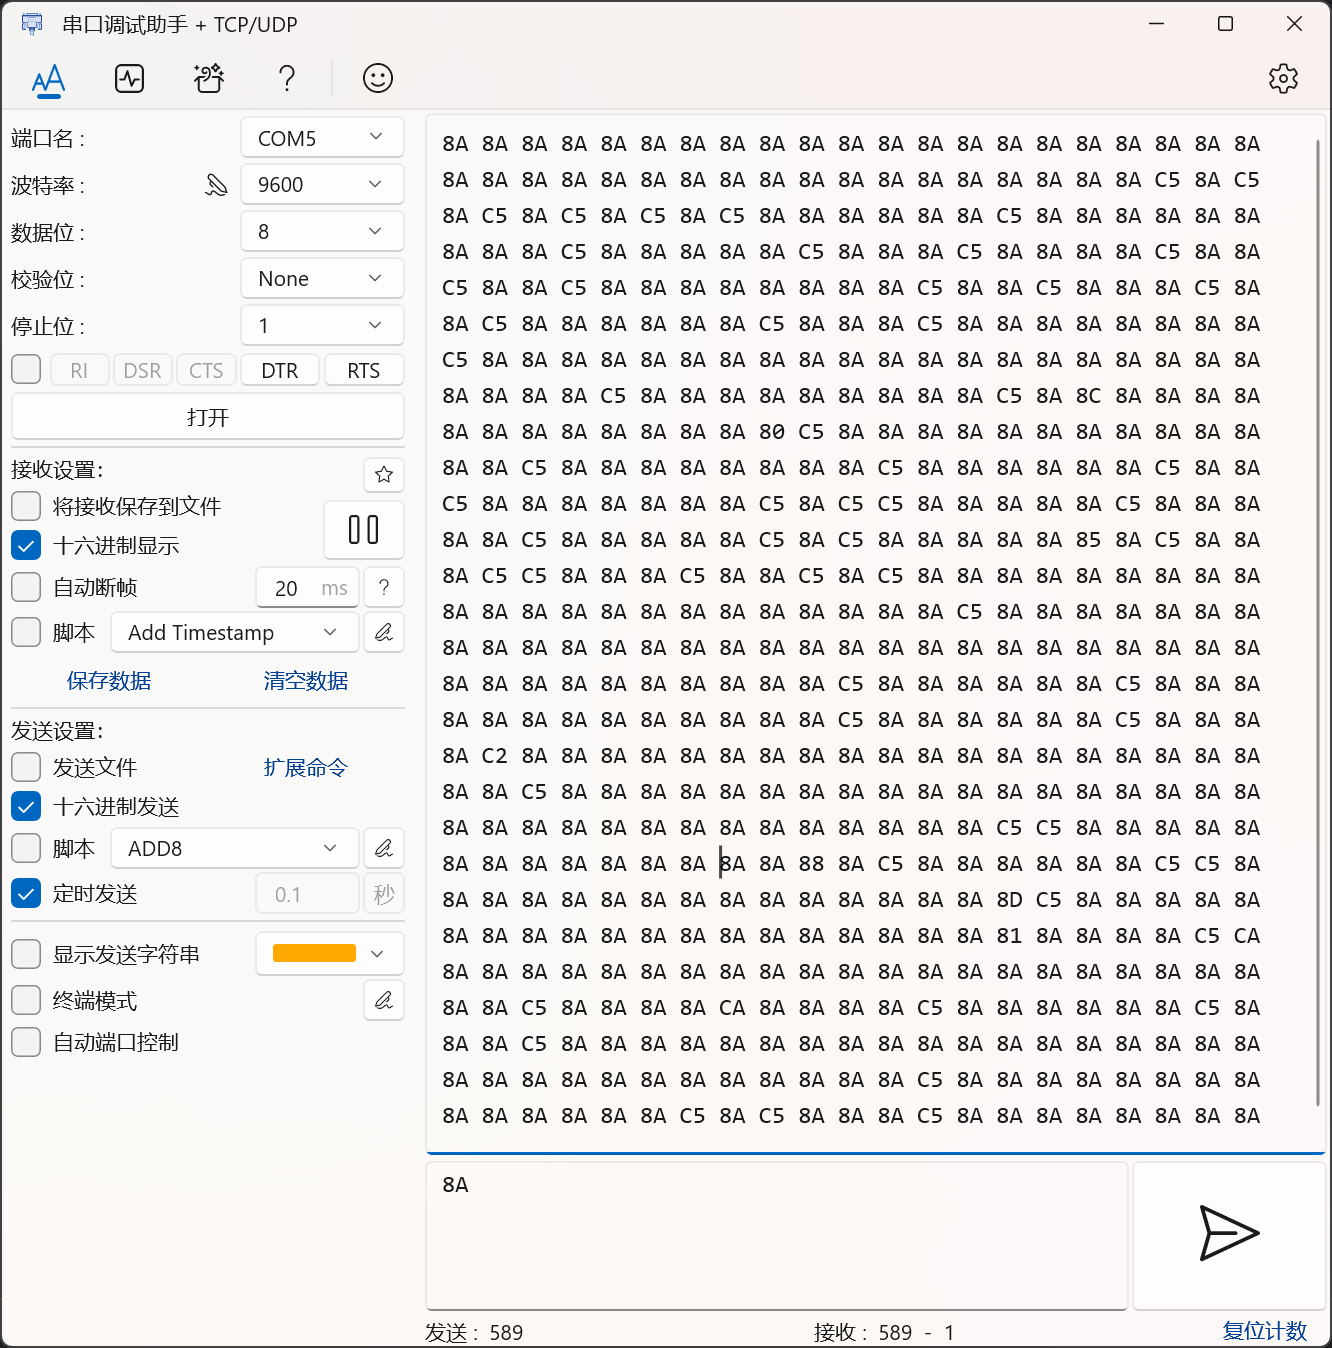 串口调试助手 + TCP/UDP
端口名 : COM5
波特率 : 9600
数据位 : 8
校验位 : None
停止位 : 1
RI DSR CTS DTR RTS
打开
接收设置:
将接收保存到文件
十六进制显示
自动断帧 20 ms ?
脚本 Add Timestamp
保存数据 清空数据
发送设置:
发送文件 扩展命令
十六进制发送
脚本 ADD8
定时发送 0.1 秒
显示发送字符串
终端模式
自动端口控制
8A 8A 8A 8A 8A 8A 8A 8A 8A 8A 8A 8A 8A 8A 8A 8A 8A 8A 8A 8A 8A
8A 8A 8A 8A 8A 8A 8A 8A 8A 8A 8A 8A 8A 8A 8A 8A 8A 8A C5 8A C5
8A C5 8A C5 8A C5 8A C5 8A 8A 8A 8A 8A 8A C5 8A 8A 8A 8A 8A 8A
8A 8A 8A C5 8A 8A 8A 8A 8A C5 8A 8A 8A C5 8A 8A 8A 8A C5 8A 8A
C5 8A 8A C5 8A 8A 8A 8A 8A 8A 8A 8A C5 8A 8A C5 8A 8A 8A C5 8A
8A C5 8A 8A 8A 8A 8A 8A C5 8A 8A 8A C5 8A 8A 8A 8A 8A 8A 8A 8A
C5 8A 8A 8A 8A 8A 8A 8A 8A 8A 8A 8A 8A 8A 8A 8A 8A 8A 8A 8A 8A
8A 8A 8A 8A C5 8A 8A 8A 8A 8A 8A 8A 8A 8A C5 8A 8C 8A 8A 8A 8A
8A 8A 8A 8A 8A 8A 8A 8A 80 C5 8A 8A 8A 8A 8A 8A 8A 8A 8A 8A 8A
8A 8A C5 8A 8A 8A 8A 8A 8A 8A 8A C5 8A 8A 8A 8A 8A 8A C5 8A 8A
C5 8A 8A 8A 8A 8A 8A 8A C5 8A C5 C5 8A 8A 8A 8A 8A C5 8A 8A 8A
8A 8A C5 8A 8A 8A 8A 8A C5 8A C5 8A 8A 8A 8A 8A 85 8A C5 8A 8A
8A C5 C5 8A 8A 8A C5 8A 8A C5 8A C5 8A 8A 8A 8A 8A 8A 8A 8A 8A
8A 8A 8A 8A 8A 8A 8A 8A 8A 8A 8A 8A 8A C5 8A 8A 8A 8A 8A 8A 8A
8A 8A 8A 8A 8A 8A 8A 8A 8A 8A 8A 8A 8A 8A 8A 8A 8A 8A 8A 8A 8A
8A 8A 8A 8A 8A 8A 8A 8A 8A 8A C5 8A 8A 8A 8A 8A 8A C5 8A 8A 8A
8A 8A 8A 8A 8A 8A 8A 8A 8A 8A C5 8A 8A 8A 8A 8A 8A C5 8A 8A 8A
8A C2 8A 8A 8A 8A 8A 8A 8A 8A 8A 8A 8A 8A 8A 8A 8A 8A 8A 8A 8A
8A 8A C5 8A 8A 8A 8A 8A 8A 8A 8A 8A 8A 8A 8A 8A 8A 8A 8A 8A 8A
8A 8A 8A 8A 8A 8A 8A 8A 8A 8A 8A 8A 8A 8A C5 C5 8A 8A 8A 8A 8A
8A 8A 8A 8A 8A 8A 8A 8A 8A 88 8A C5 8A 8A 8A 8A 8A 8A C5 C5 8A
8A 8A 8A 8A 8A 8A 8A 8A 8A 8A 8A 8A 8A 8A 8D C5 8A 8A 8A 8A 8A
8A 8A 8A 8A 8A 8A 8A 8A 8A 8A 8A 8A 8A 8A 81 8A 8A 8A 8A C5 CA
8A 8A 8A 8A 8A 8A 8A 8A 8A 8A 8A 8A 8A 8A 8A 8A 8A 8A 8A 8A 8A
8A 8A C5 8A 8A 8A 8A CA 8A 8A 8A 8A C5 8A 8A 8A 8A 8A 8A C5 8A
8A 8A C5 8A 8A 8A 8A 8A 8A 8A 8A 8A 8A 8A 8A 8A 8A 8A 8A 8A 8A
8A 8A 8A 8A 8A 8A 8A 8A 8A 8A 8A 8A C5 8A 8A 8A 8A 8A 8A 8A 8A
8A 8A 8A 8A 8A 8A C5 8A C5 8A 8A 8A C5 8A 8A 8A 8A 8A 8A 8A 8A
8A
发送 : 589 接收 : 589 - 1 复位计数